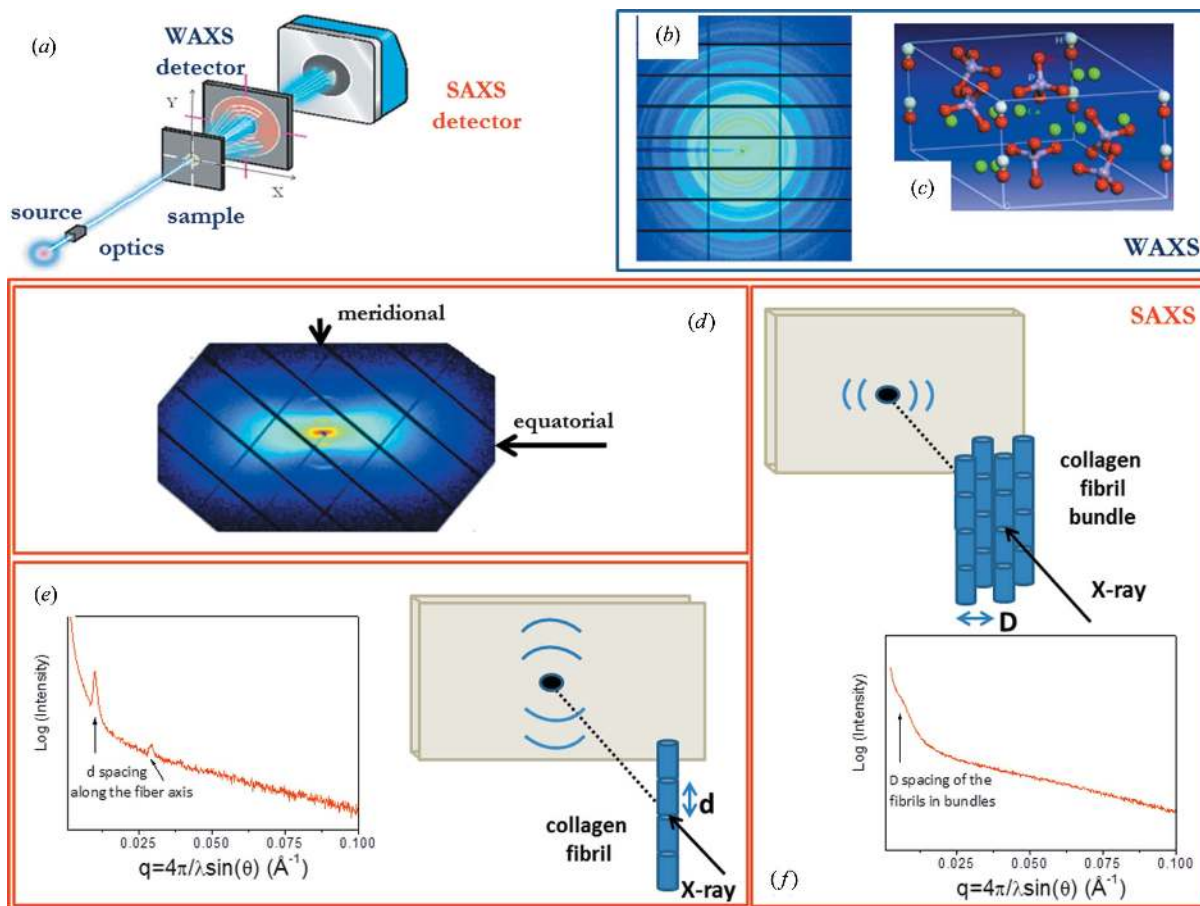 (a)
WAXS
detector
Y
X
SAXS
detector
source
optics
sample
(b)
(c)
WAXS
meridional
(d)
equatorial
(e)
Log (Intensity)
d spacing
along the fiber axis
0.025 0.050 0.075 0.100
q=4π/λsin(θ) (Å⁻¹)
collagen
fibril
d
X-ray
SAXS
collagen
fibril
bundle
X-ray
D
Log (Intensity)
D spacing of the
fibrils in bundles
0.025 0.050 0.075 0.100
q=4π/λsin(θ) (Å⁻¹)
(f)